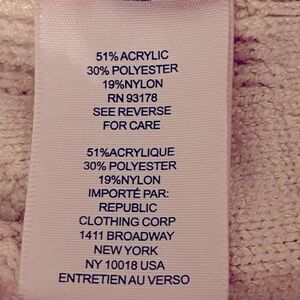 51% ACRYLIC
30% POLYESTER
19%NYLON
RN 93178
SEE REVERSE
FOR CARE
51%ACRYLIQUE
30% POLYESTER
19%NYLON
IMPORTÉ PAR:
REPUBLIC
CLOTHING CORP
1411 BROADWAY
NEW YORK
NY 10018 USA
ENTRETIEN AU VERSO